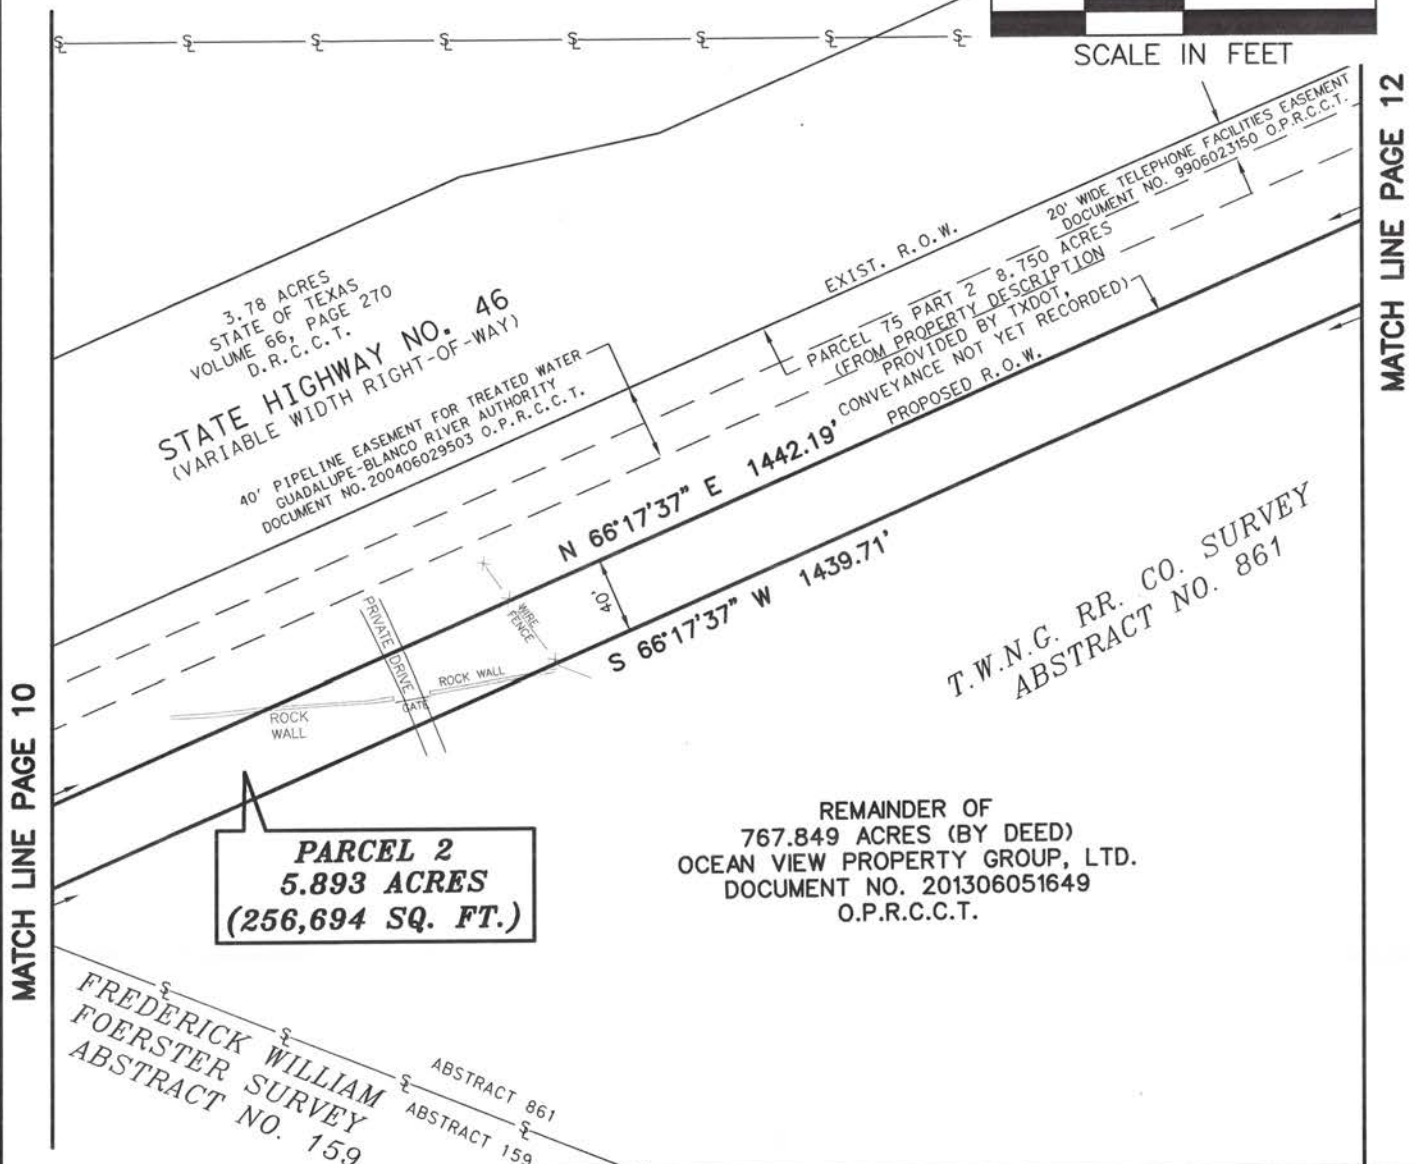 SCALE IN FEET
MATCH LINE PAGE 12
20' WIDE TELEPHONE FACILITIES EASEMENT
DOCUMENT NO. 9906023150 O.P.R.C.C.T.
EXIST. R.O.W.
PARCEL 75 PART 2 8.750 ACRES
(FROM PROPERTY DESCRIPTION
PROVIDED BY TXDOT,
CONVEYANCE NOT YET RECORDED)
PROPOSED R.O.W.
3.78 ACRES
STATE OF TEXAS
VOLUME 66, PAGE 270
D.R.C.C.T.
STATE HIGHWAY NO. 46
(VARIABLE WIDTH RIGHT-OF-WAY)
40' PIPELINE EASEMENT FOR TREATED WATER
GUADALUPE-BLANCO RIVER AUTHORITY
DOCUMENT NO. 200406029503 O.P.R.C.C.T.
N 66°17'37" E 1442.19'
40'
S 66°17'37" W 1439.71'
WIRE
FENCE
PRIVATE DRIVE
ROCK WALL
GATE
ROCK
WALL
T.W.N.G. RR. CO. SURVEY
ABSTRACT NO. 861
MATCH LINE PAGE 10
PARCEL 2
5.893 ACRES
(256,694 SQ. FT.)
REMAINDER OF
767.849 ACRES (BY DEED)
OCEAN VIEW PROPERTY GROUP, LTD.
DOCUMENT NO. 201306051649
O.P.R.C.C.T.
FREDERICK WILLIAM
FOERSTER SURVEY
ABSTRACT NO. 159
ABSTRACT 861
ABSTRACT 159